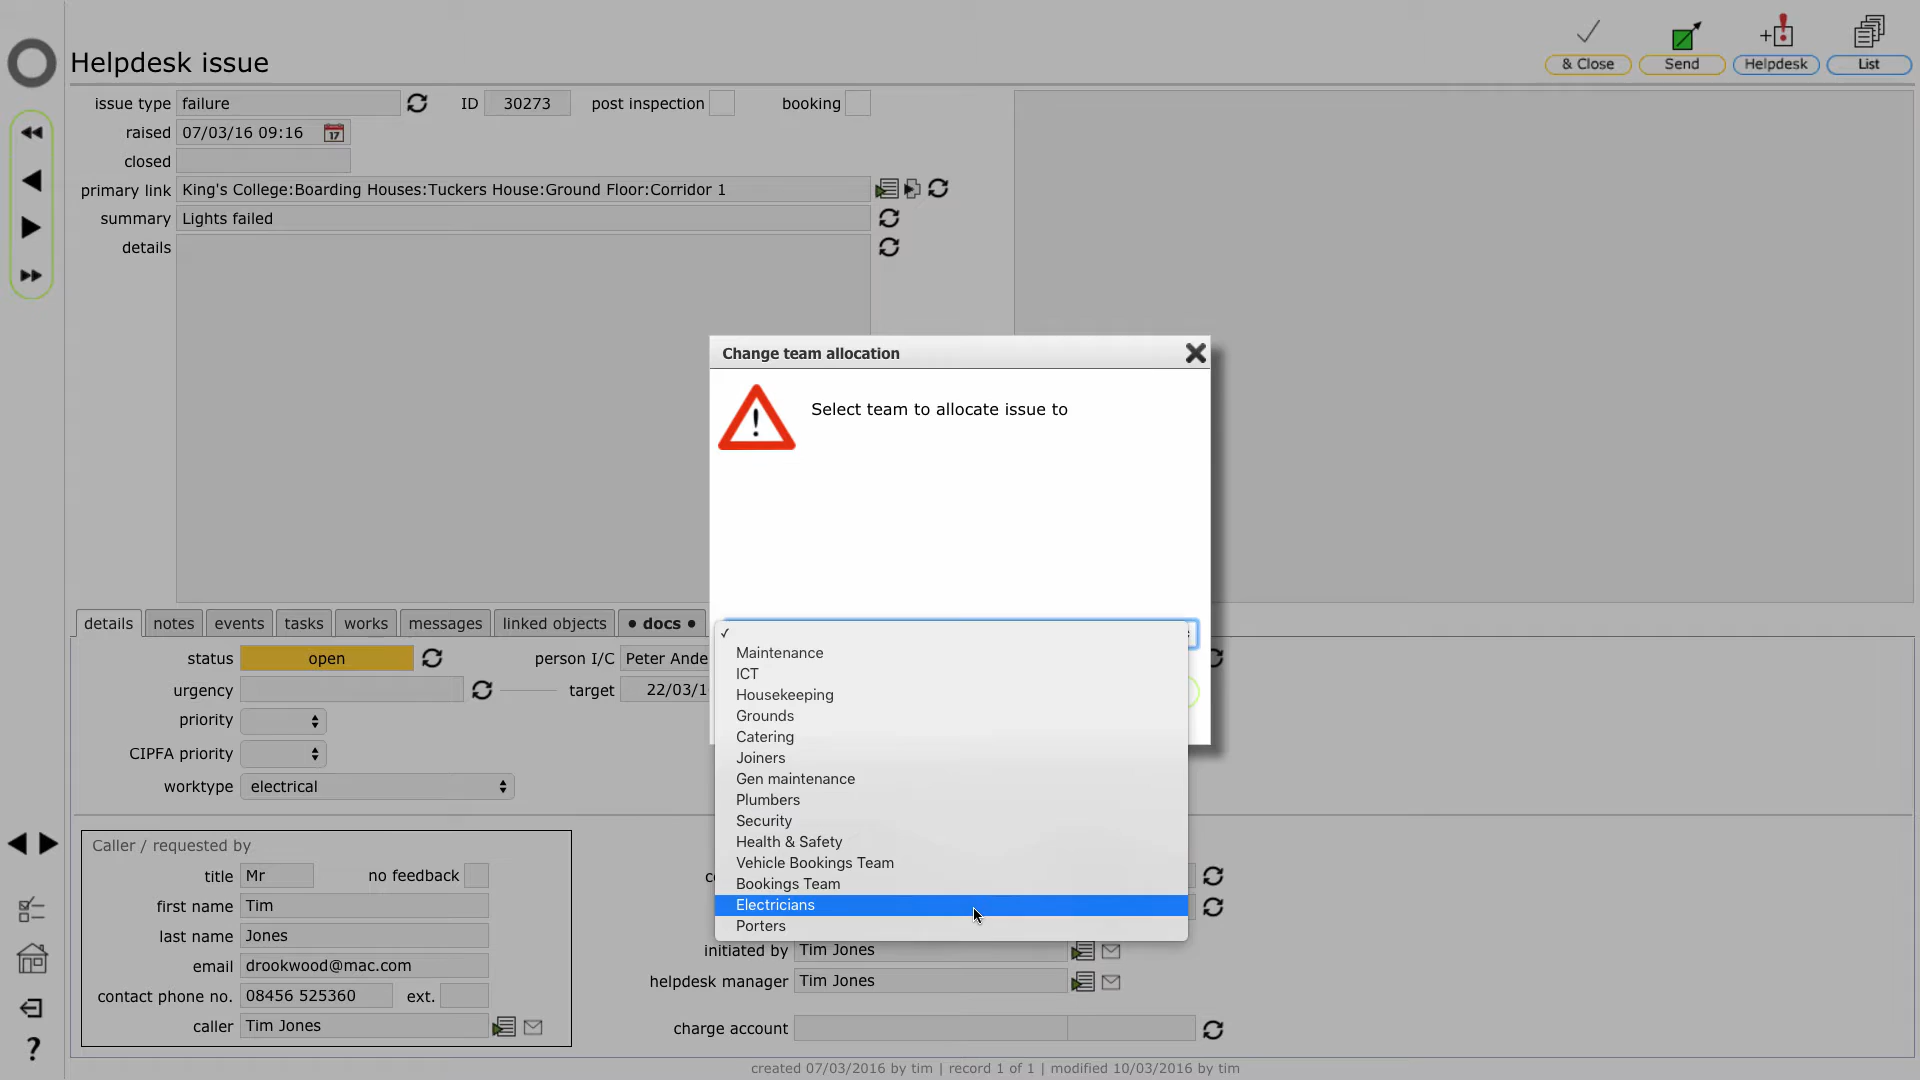 Helpdesk issue
& Close
Send
Helpdesk
List
issue type failure ID 30273 post inspection booking
raised 07/03/16 09:16 17
closed
primary link King's College:Boarding Houses:Tuckers House:Ground Floor:Corridor 1
summary Lights failed
details
Change team allocation
Select team to allocate issue to
details notes events tasks works messages linked objects • docs •
status open person I/C Peter Ande
urgency target 22/03/1
priority
CIPFA priority
worktype electrical
✓
Maintenance
ICT
Housekeeping
Grounds
Catering
Joiners
Gen maintenance
Plumbers
Security
Health & Safety
Vehicle Bookings Team
Bookings Team
Electricians
Porters
Caller / requested by
title Mr no feedback
first name Tim
last name Jones
email drookwood@mac.com
contact phone no. 08456 525360 ext.
caller Tim Jones
initiated by Tim Jones
helpdesk manager Tim Jones
charge account
?
created 07/03/2016 by tim | record 1 of 1 | modified 10/03/2016 by tim